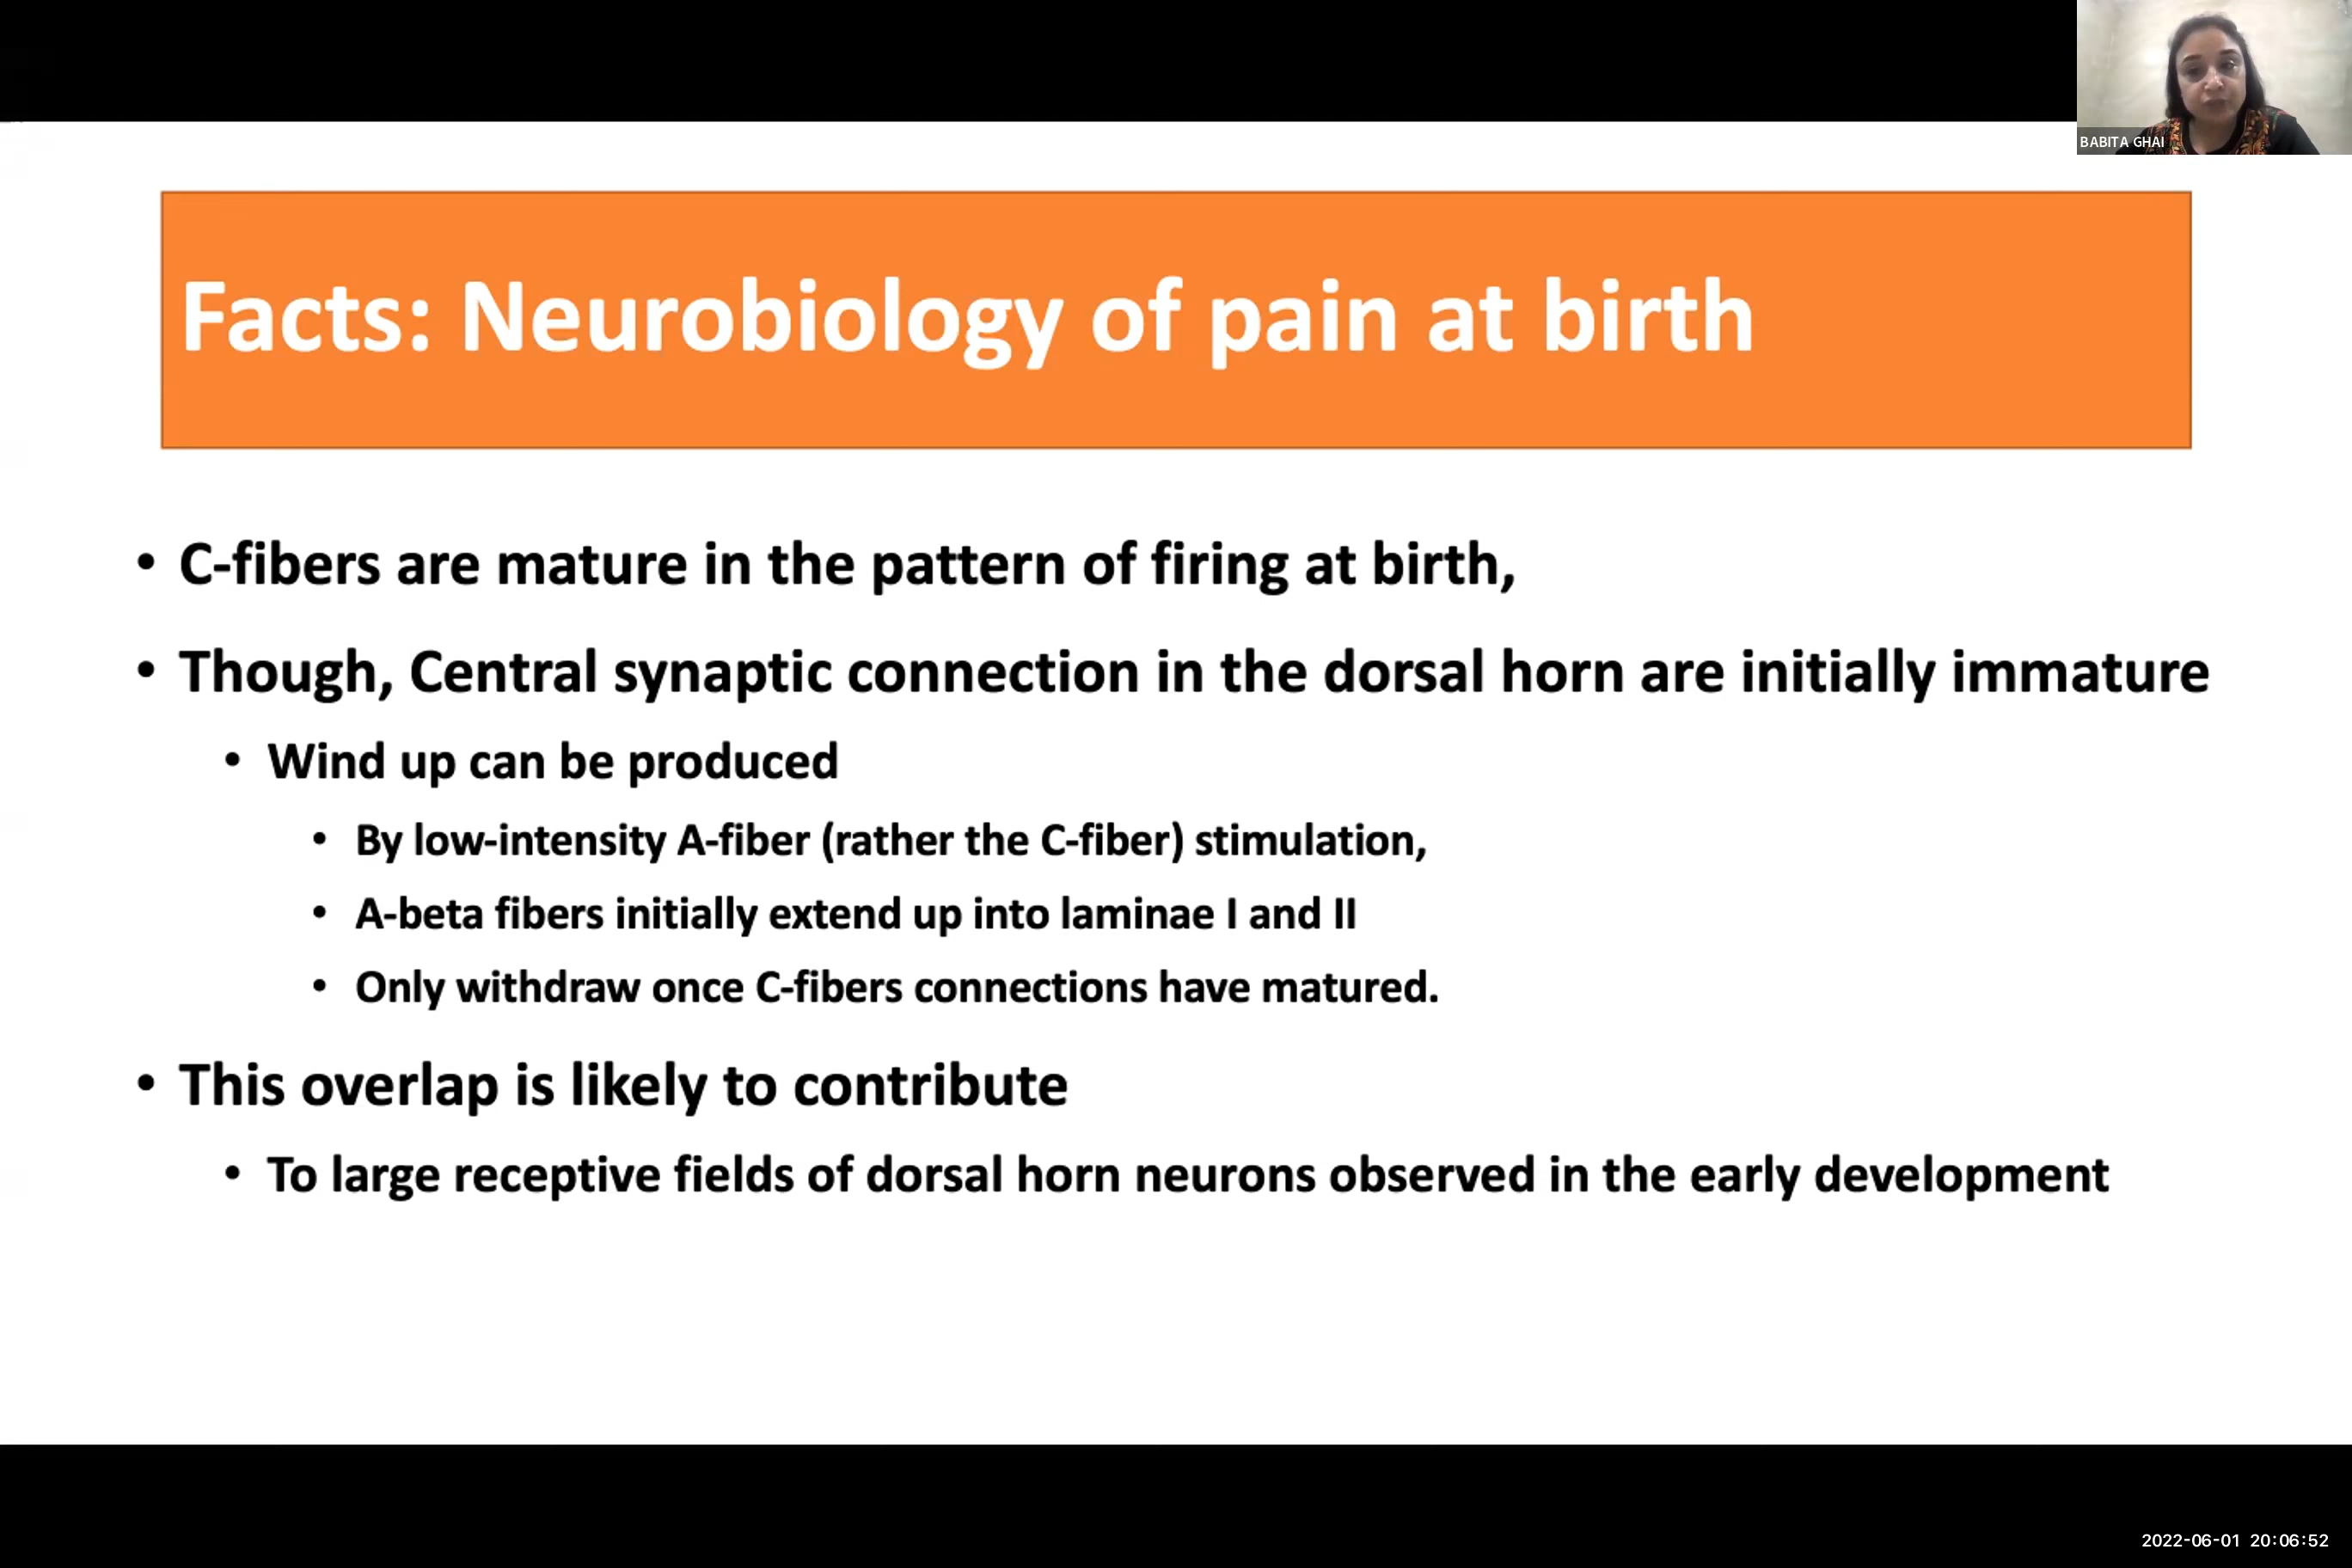 BABITA GHAI
Facts: Neurobiology of pain at birth
• C-fibers are mature in the pattern of firing at birth,
• Though, Central synaptic connection in the dorsal horn are initially immature
• Wind up can be produced
• By low-intensity A-fiber (rather the C-fiber) stimulation,
• A-beta fibers initially extend up into laminae I and II
• Only withdraw once C-fibers connections have matured.
• This overlap is likely to contribute
• To large receptive fields of dorsal horn neurons observed in the early development
2022-06-01 20:06:52